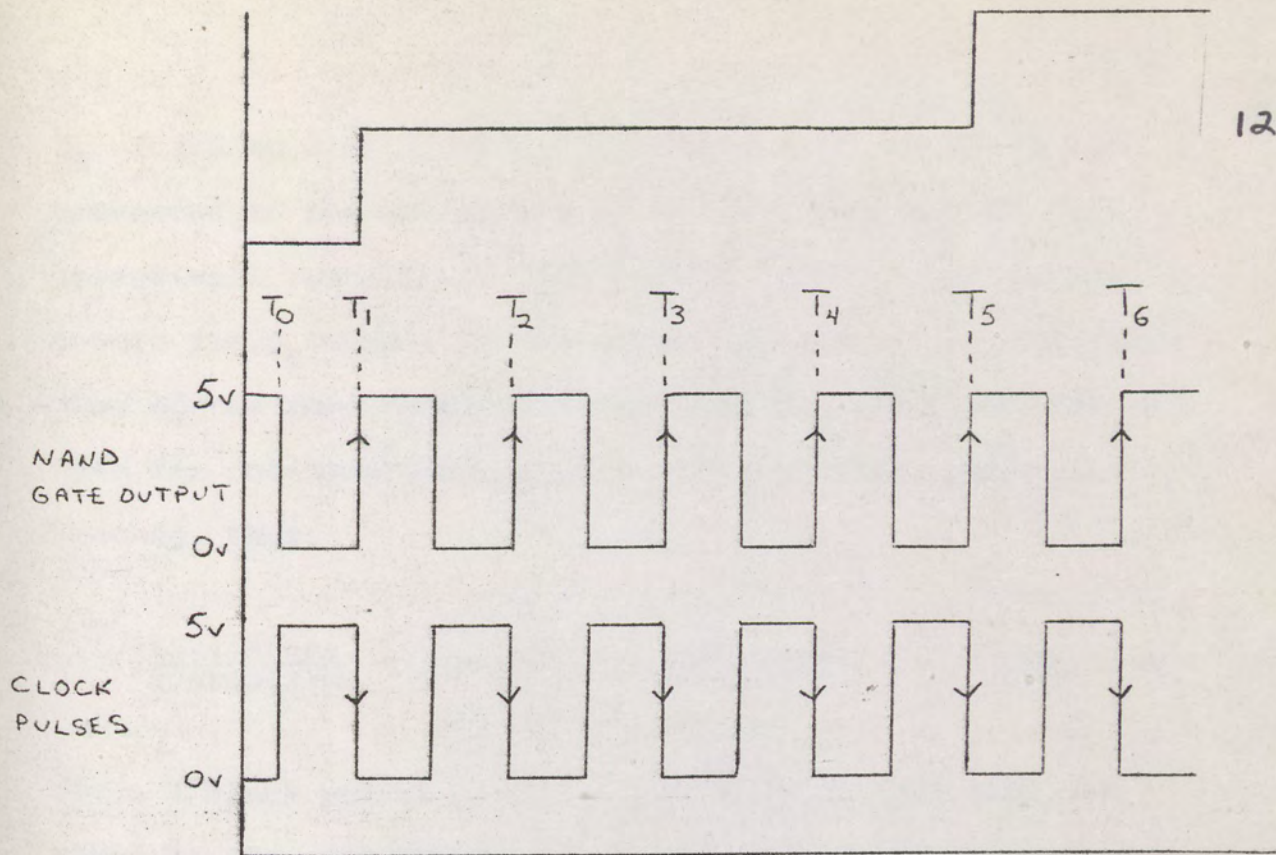 12
T0 T1 T2 T3 T4 T5 T6
5v
NAND
GATE OUTPUT
0v
5v
CLOCK
PULSES
0v